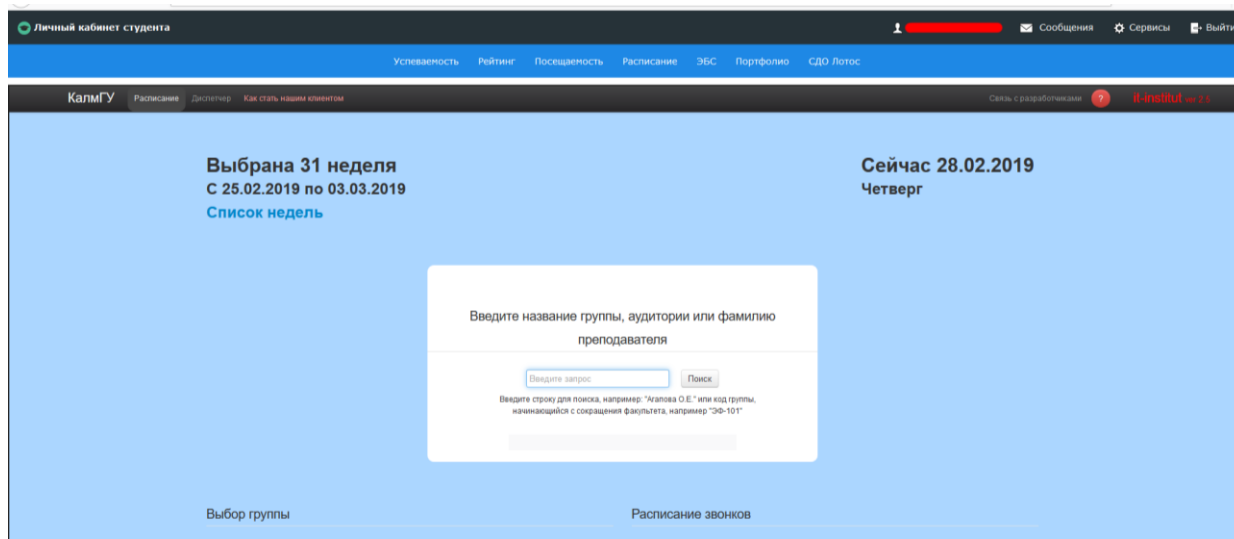 Личный кабинет студента
Сообщения
Сервисы
Выйти
Успеваемость Рейтинг Посещаемость Расписание ЭБС Портфолио СДО Лотос
КалмГУ Расписание Диспетчер Как стать нашим клиентом
Связь с разработчиками ? it-institut ver 2.5
Выбрана 31 неделя
С 25.02.2019 по 03.03.2019
Список недель
Сейчас 28.02.2019
Четверг
Введите название группы, аудитории или фамилию
преподавателя
Введите запрос
Поиск
Введите строку для поиска, например: "Агапова О.Е." или код группы,
начинающийся с сокращения факультета, например "ЭФ-101"
Выбор группы
Расписание звонков